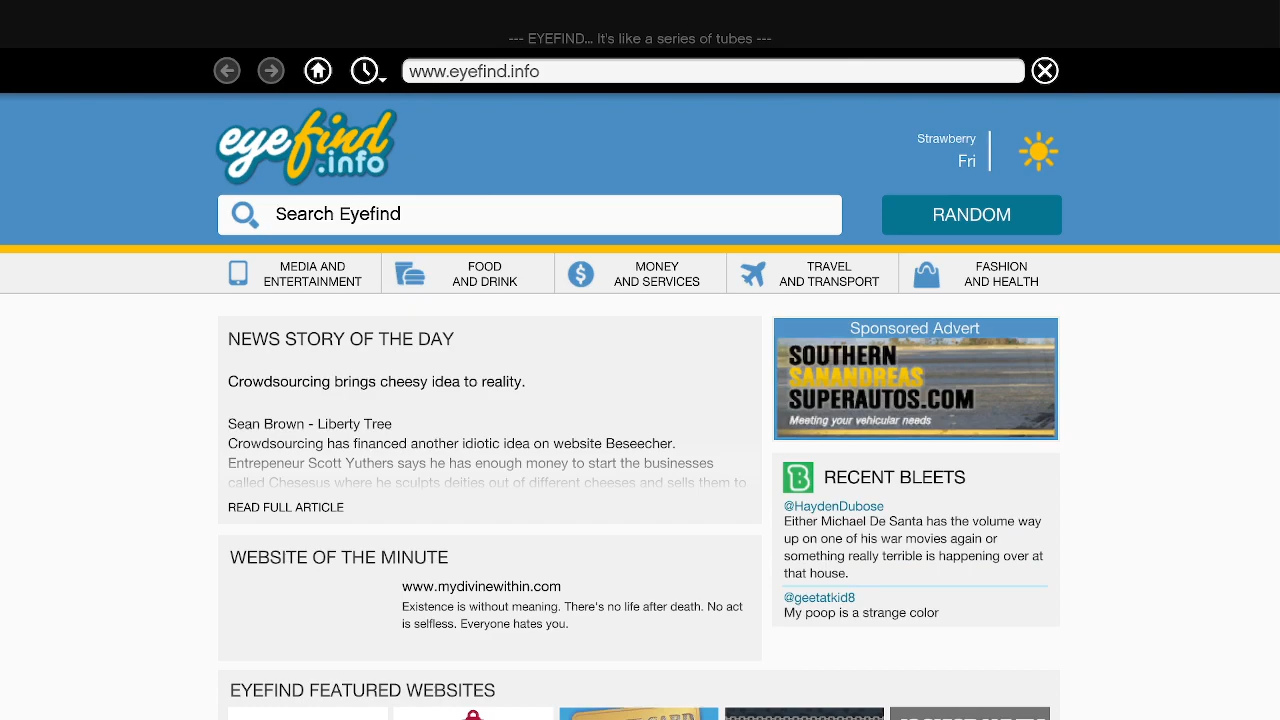 --- EYEFIND... It's like a series of tubes ---
www.eyefind.info
eyefind
.info
Strawberry
Fri
Search Eyefind
RANDOM
MEDIA AND
ENTERTAINMENT
FOOD
AND DRINK
MONEY
AND SERVICES
TRAVEL
AND TRANSPORT
FASHION
AND HEALTH
NEWS STORY OF THE DAY
Crowdsourcing brings cheesy idea to reality.
Sean Brown - Liberty Tree
Crowdsourcing has financed another idiotic idea on website Beseecher.
Entrepeneur Scott Yuthers says he has enough money to start the businesses
called Chesesus where he sculpts deities out of different cheeses and sells them to
READ FULL ARTICLE
Sponsored Advert
SOUTHERN
SANANDREAS
SUPERAUTOS.COM
Meeting your vehicular needs
RECENT BLEETS
@HaydenDubose
Either Michael De Santa has the volume way
up on one of his war movies again or
something really terrible is happening over at
that house.
@geetatkid8
My poop is a strange color
WEBSITE OF THE MINUTE
www.mydivinewithin.com
Existence is without meaning. There's no life after death. No act
is selfless. Everyone hates you.
EYEFIND FEATURED WEBSITES